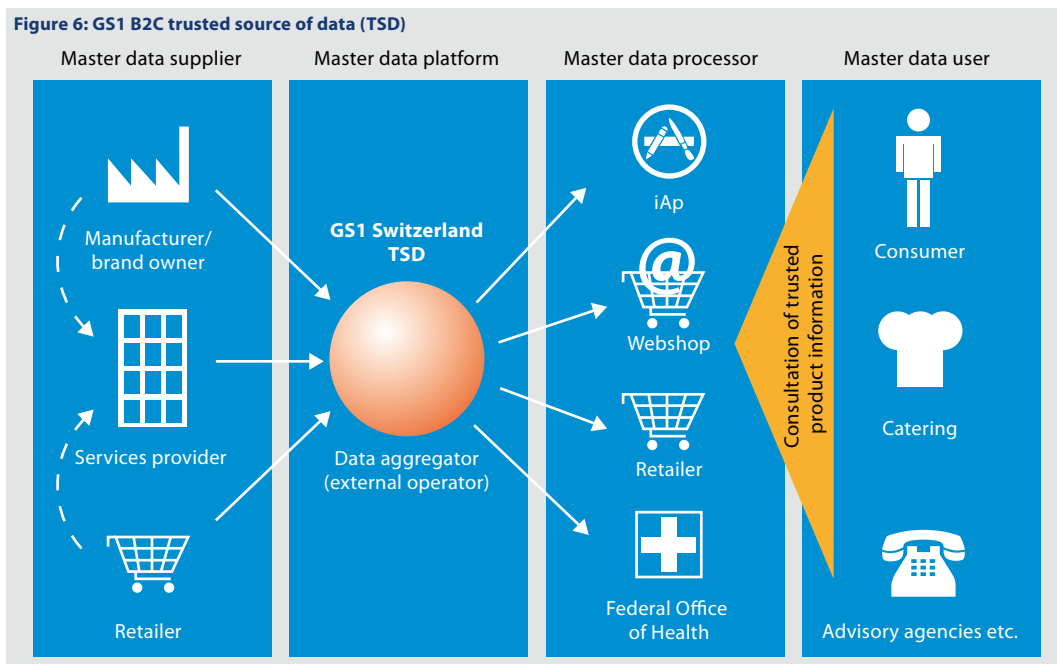 Figure 6: GS1 B2C trusted source of data (TSD)
Master data supplier
Master data platform
Master data processor
Master data user
Manufacturer/
brand owner
Services provider
Retailer
GS1 Switzerland
TSD
Data aggregator
(external operator)
iAp
@
Webshop
Retailer
Federal Office
of Health
Consultation of trusted
product information
Consumer
Catering
Advisory agencies etc.